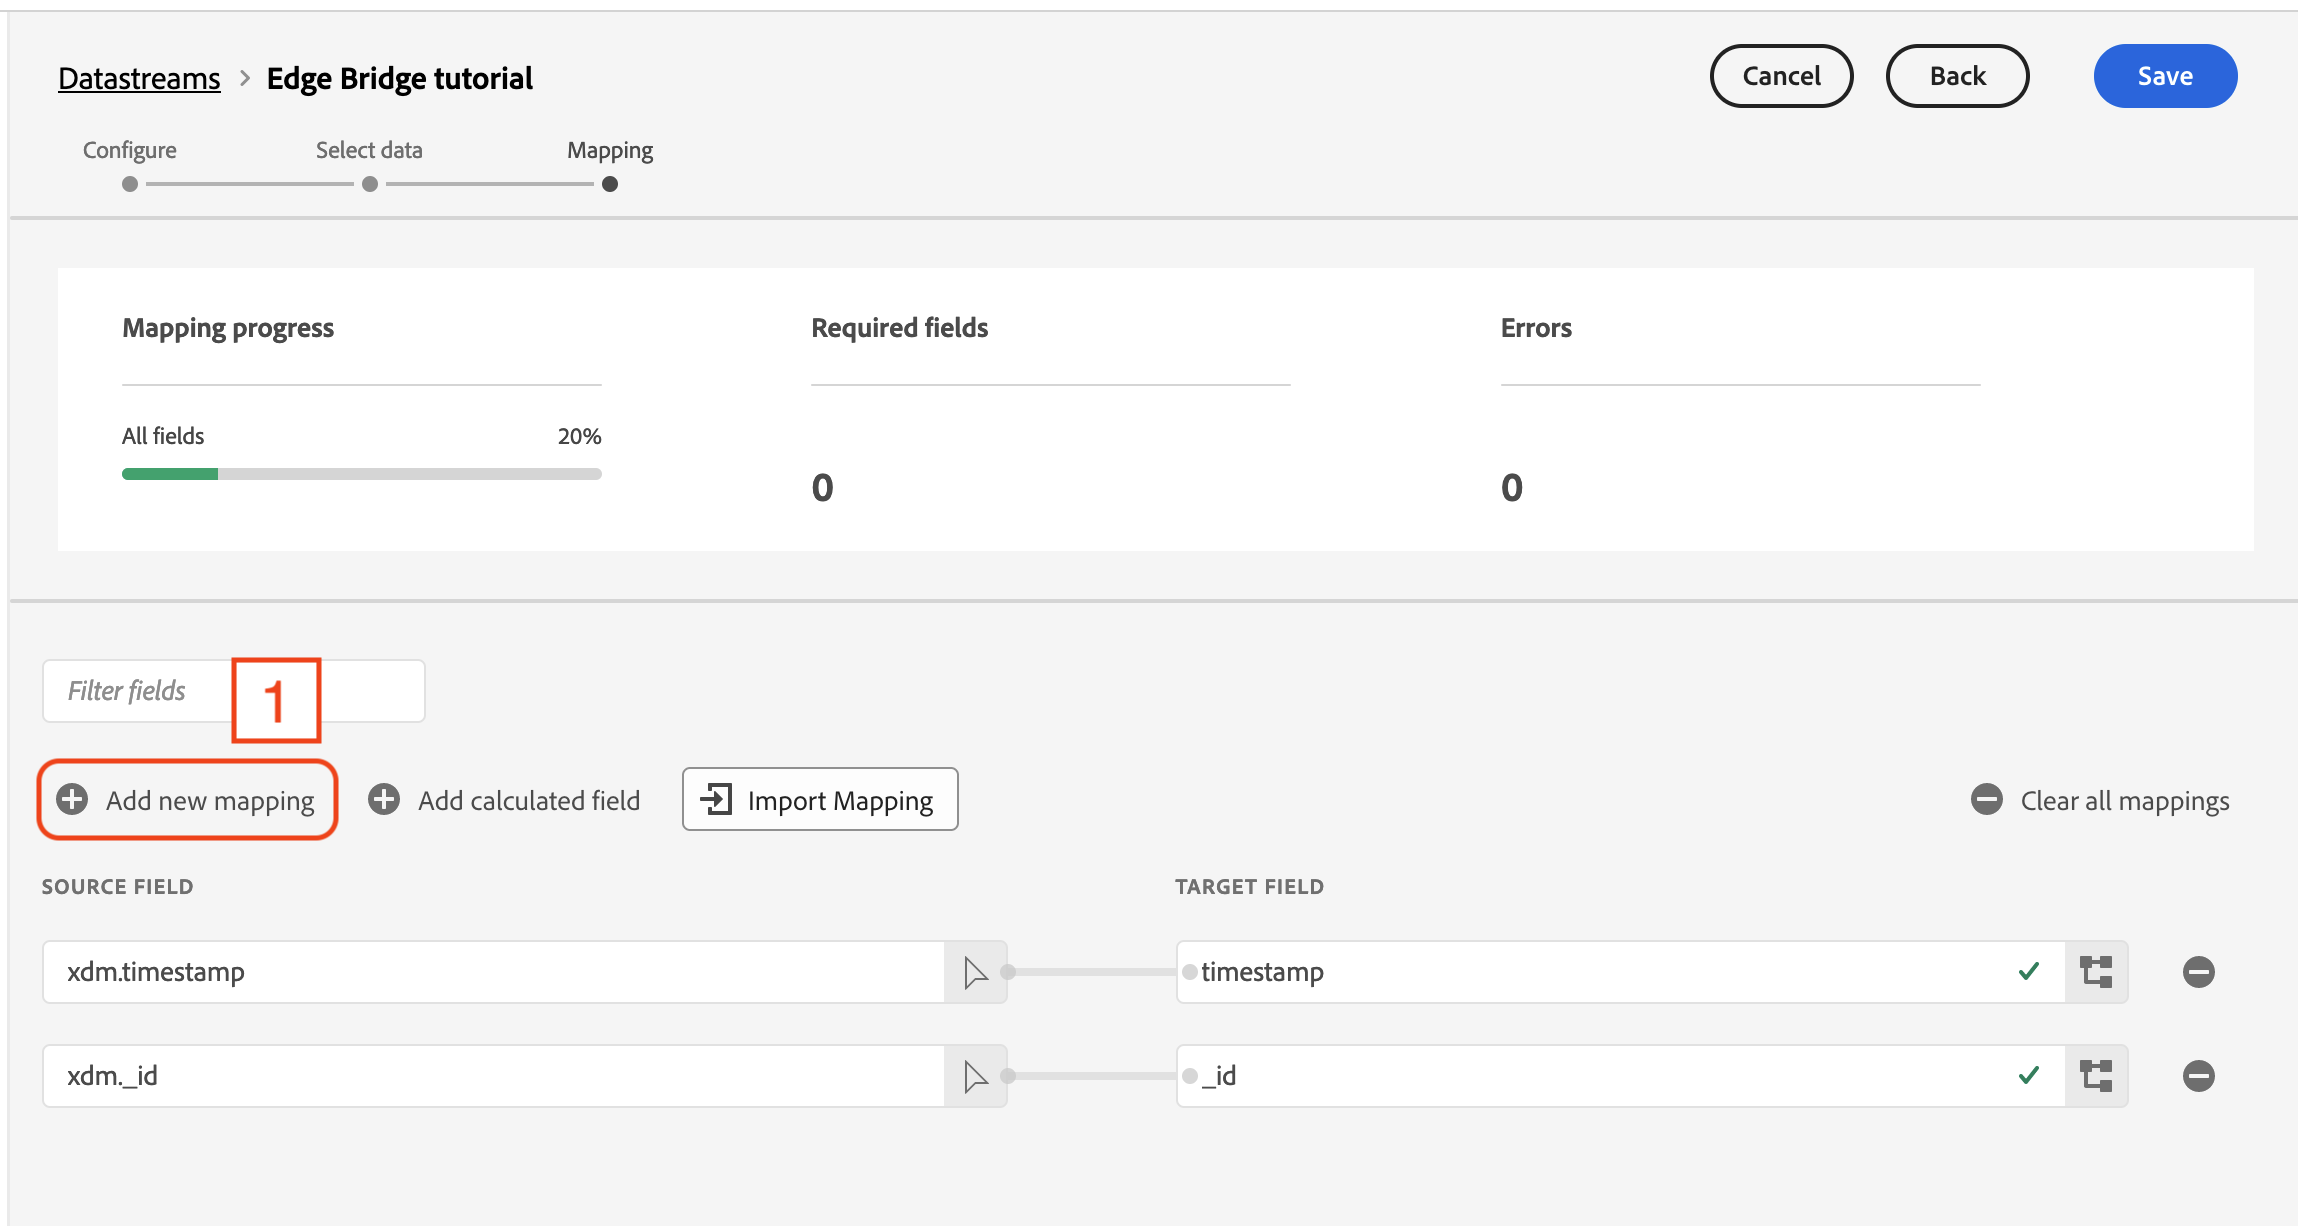 Datastreams > Edge Bridge tutorial
Cancel
Back
Save
Configure
Select data
Mapping
Mapping progress
Required fields
Errors
All fields
20%
0
0
Filter fields
1
Add new mapping
Add calculated field
Import Mapping
Clear all mappings
SOURCE FIELD
TARGET FIELD
xdm.timestamp
timestamp
xdm._id
_id